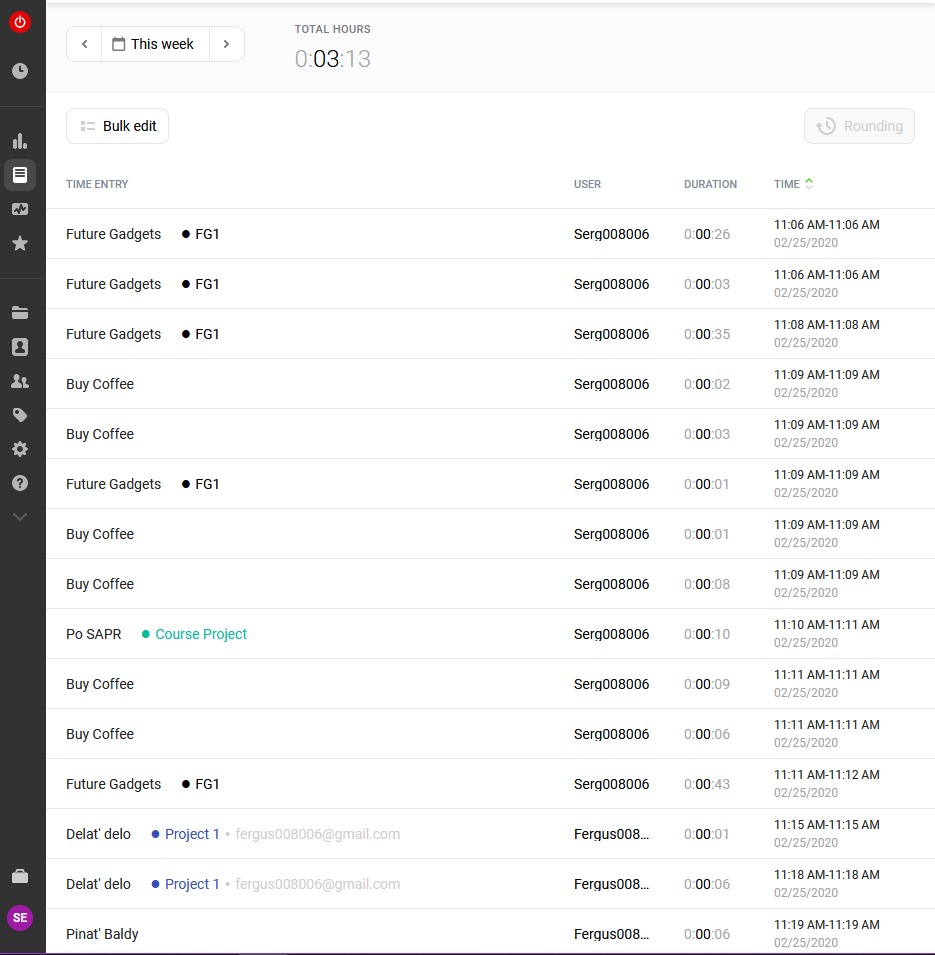 TOTAL HOURS
This week
0:03:13
Bulk edit
Rounding
TIME ENTRY USER DURATION TIME
Future Gadgets FG1 Serg008006 0:00:26 11:06 AM-11:06 AM
02/25/2020
Future Gadgets FG1 Serg008006 0:00:03 11:06 AM-11:06 AM
02/25/2020
Future Gadgets FG1 Serg008006 0:00:35 11:08 AM-11:08 AM
02/25/2020
Buy Coffee Serg008006 0:00:02 11:09 AM-11:09 AM
02/25/2020
Buy Coffee Serg008006 0:00:03 11:09 AM-11:09 AM
02/25/2020
Future Gadgets FG1 Serg008006 0:00:01 11:09 AM-11:09 AM
02/25/2020
Buy Coffee Serg008006 0:00:01 11:09 AM-11:09 AM
02/25/2020
Buy Coffee Serg008006 0:00:08 11:09 AM-11:09 AM
02/25/2020
Po SAPR Course Project Serg008006 0:00:10 11:10 AM-11:11 AM
02/25/2020
Buy Coffee Serg008006 0:00:09 11:11 AM-11:11 AM
02/25/2020
Buy Coffee Serg008006 0:00:06 11:11 AM-11:11 AM
02/25/2020
Future Gadgets FG1 Serg008006 0:00:43 11:11 AM-11:12 AM
02/25/2020
Delat' delo Project 1 • fergus008006@gmail.com Fergus008... 0:00:01 11:15 AM-11:15 AM
02/25/2020
Delat' delo Project 1 • fergus008006@gmail.com Fergus008... 0:00:06 11:18 AM-11:18 AM
02/25/2020
Pinat' Baldy Fergus008... 0:00:06 11:19 AM-11:19 AM
02/25/2020
SE